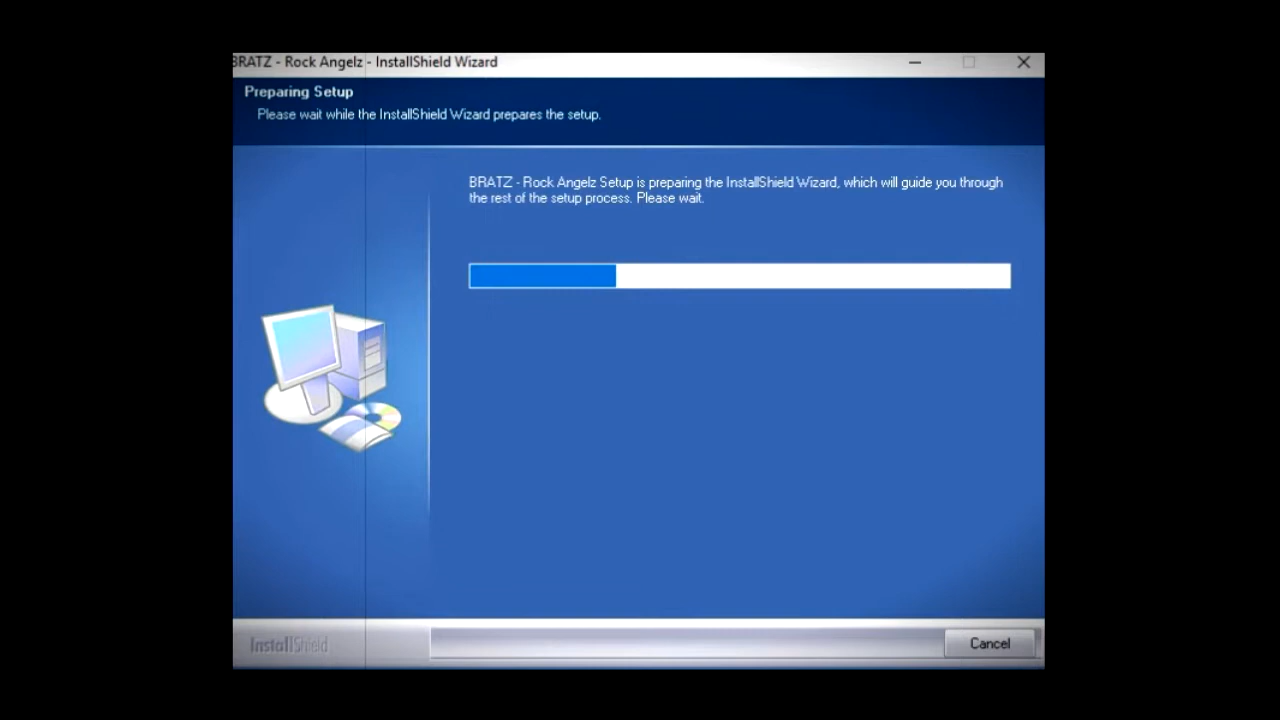 BRATZ - Rock Angelz - InstallShield Wizard
Preparing Setup
Please wait while the InstallShield Wizard prepares the setup.
BRATZ - Rock Angelz Setup is preparing the InstallShield Wizard, which will guide you through
the rest of the setup process. Please wait.
InstallShield
Cancel